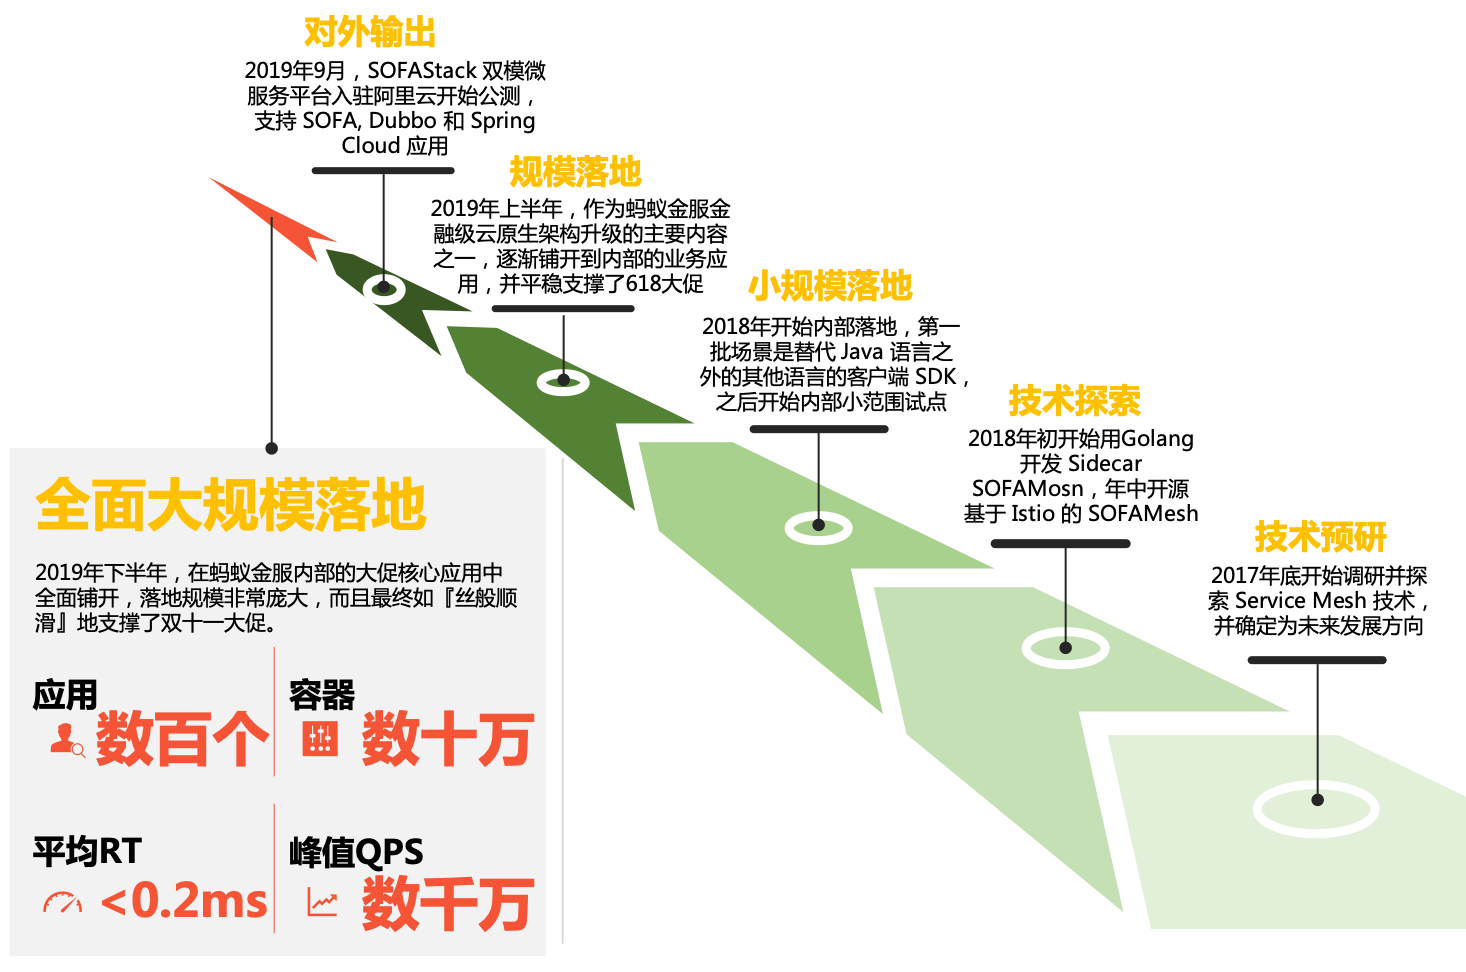 对外输出
2019年9月，SOFAStack 双模微
服务平台入驻阿里云开始公测，
支持 SOFA, Dubbo 和 Spring
Cloud 应用
规模落地
2019年上半年，作为蚂蚁金服金
融级云原生架构升级的主要内容
之一，逐渐铺开到内部的业务应
用，并平稳支撑了618大促
小规模落地
2018年开始内部落地，第一
批场景是替代 Java 语言之
外的其他语言的客户端 SDK，
之后开始内部小范围试点
技术探索
2018年初开始用Golang
开发 Sidecar
SOFAMosn，年中开源
基于 Istio 的 SOFAMesh
技术预研
2017年底开始调研并探
索 Service Mesh 技术，
并确定为未来发展方向
全面大规模落地
2019年下半年，在蚂蚁金服内部的大促核心应用中
全面铺开，落地规模非常庞大，而且最终如『丝般顺
滑』地支撑了双十一大促。
应用
数百个
容器
数十万
平均RT
<0.2ms
峰值QPS
数千万